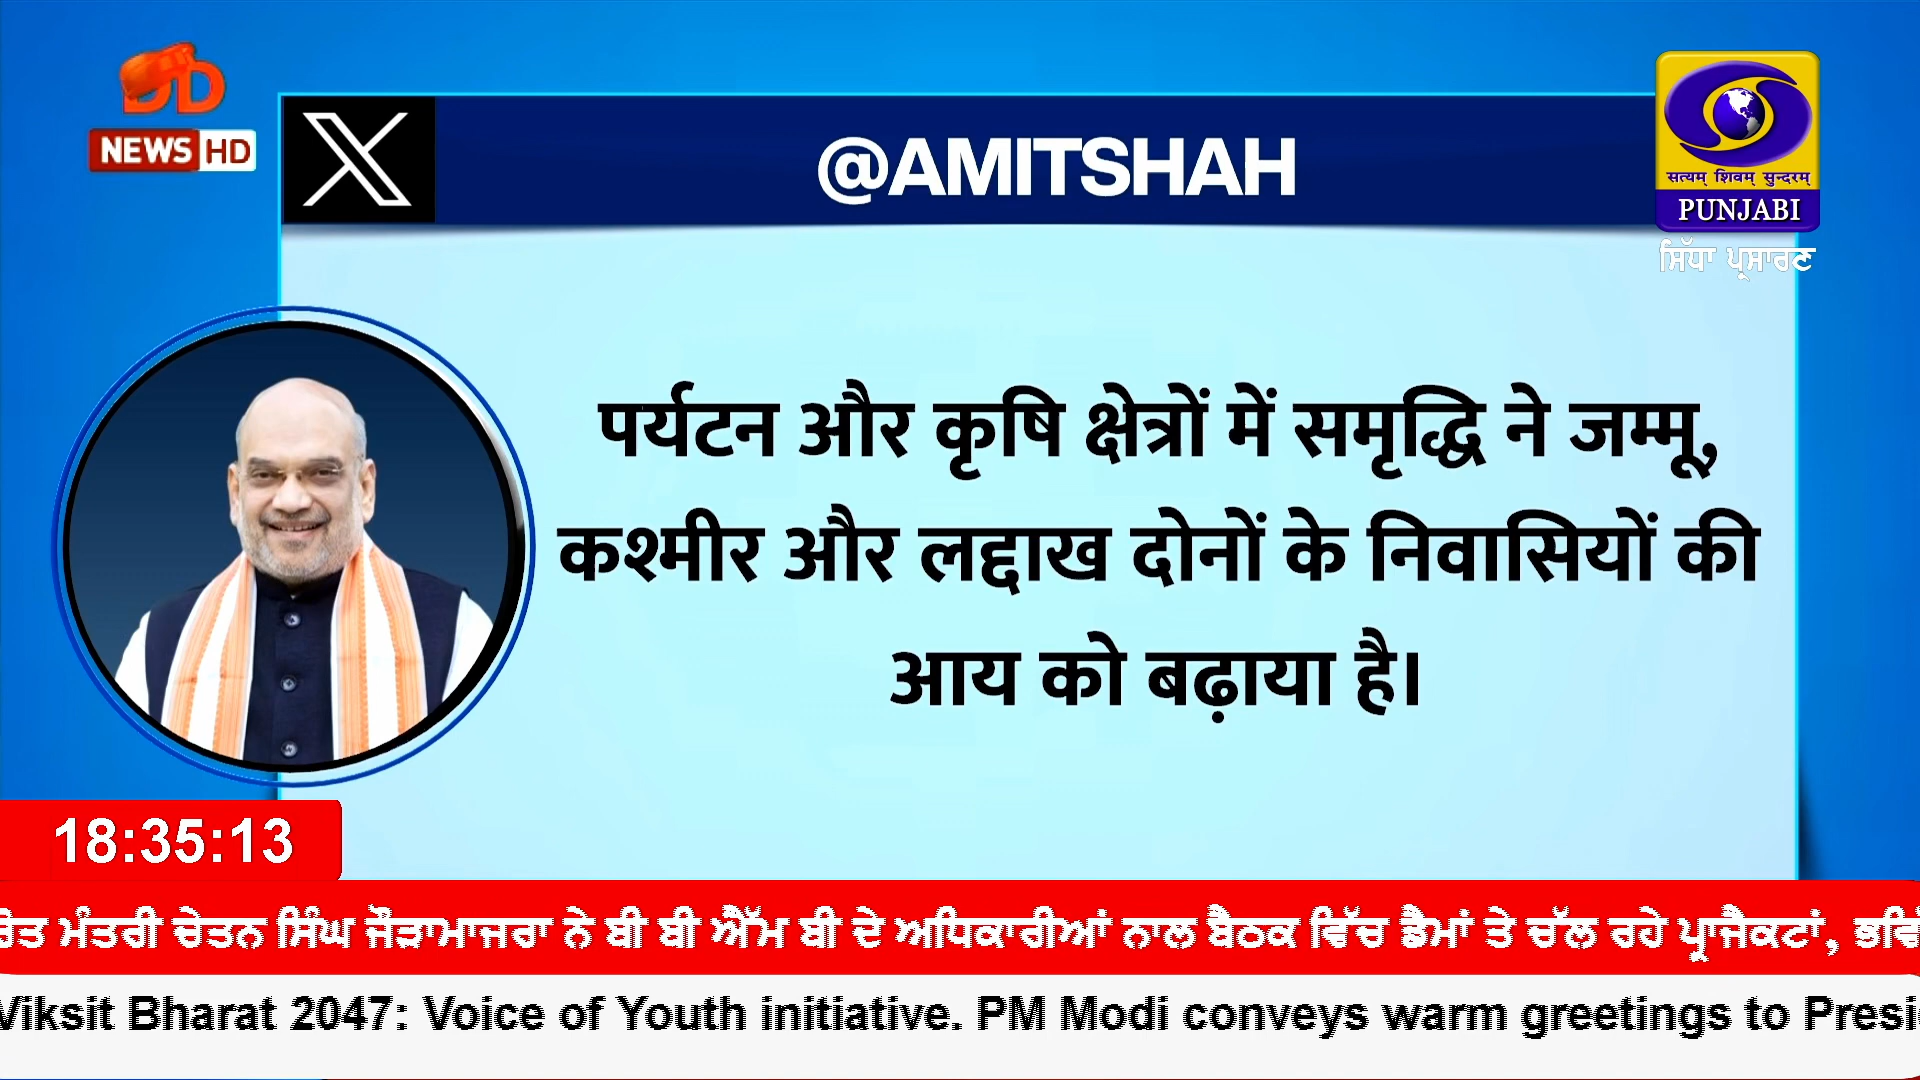 DD
NEWS HD
X
@AMITSHAH
सत्यम् शिवम् सुन्दरम्
PUNJABI
ਸਿੱਧਾ ਪ੍ਰਸਾਰਣ
पर्यटन और कृषि क्षेत्रों में समृद्धि ने जम्मू,
कश्मीर और लद्दाख दोनों के निवासियों की
आय को बढ़ाया है।
18:35:13
ਮੰਤਰੀ ਚੇਤਨ ਸਿੰਘ ਜੌੜਾਮਾਜਰਾ ਨੇ ਬੀ ਬੀ ਐੱਮ ਬੀ ਦੇ ਅਧਿਕਾਰੀਆਂ ਨਾਲ ਬੈਠਕ ਵਿੱਚ ਡੈਮਾਂ ਤੇ ਚੱਲ ਰਹੇ ਪ੍ਰਾਜੈਕਟਾਂ,
Viksit Bharat 2047: Voice of Youth initiative. PM Modi conveys warm greetings to Presi